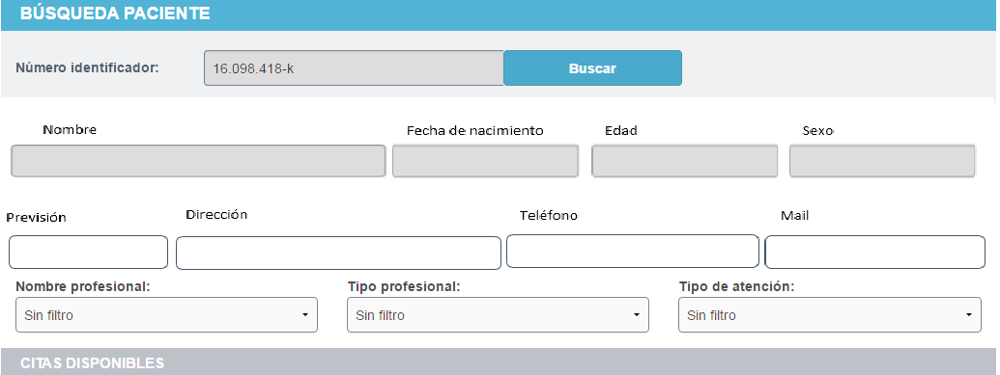 BÚSQUEDA PACIENTE
Número identificador: 16.098.418-k Buscar
Nombre Fecha de nacimiento Edad Sexo
Previsión Dirección Teléfono Mail
Nombre profesional: Tipo profesional: Tipo de atención:
Sin filtro Sin filtro Sin filtro
CITAS DISPONIBLES